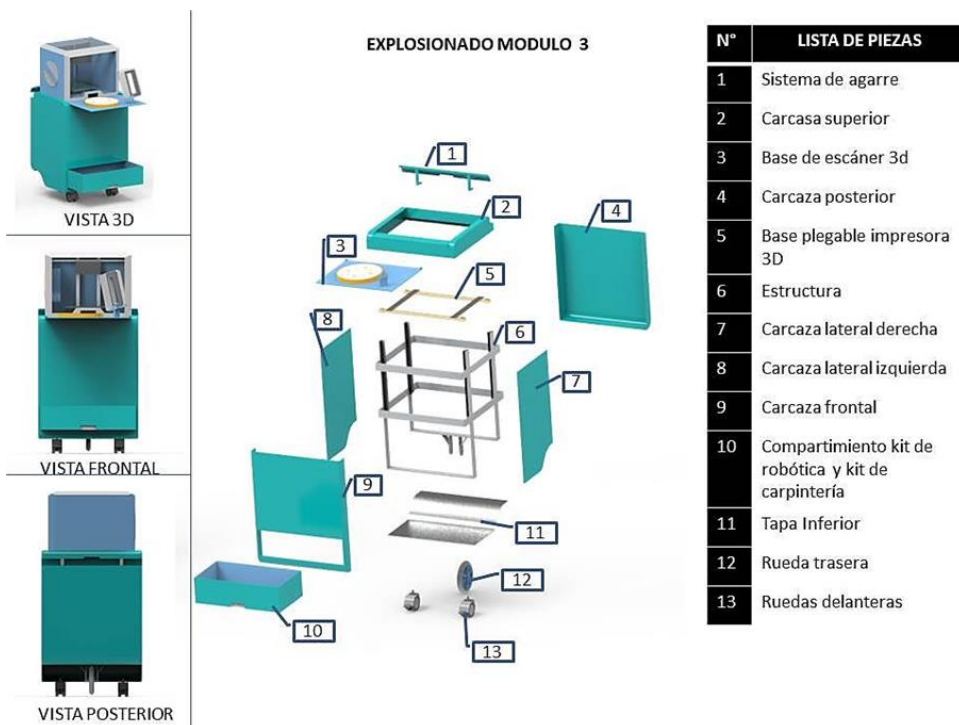 EXPLOSIONADO MODULO 3
VISTA 3D
VISTA FRONTAL
VISTA POSTERIOR
1
2
3
4
5
6
7
8
9
10
11
12
13
N° LISTA DE PIEZAS
1 Sistema de agarre
2 Carcasa superior
3 Base de escáner 3d
4 Carcaza posterior
5 Base plegable impresora
3D
6 Estructura
7 Carcaza lateral derecha
8 Carcaza lateral izquierda
9 Carcaza frontal
10 Compartimiento kit de
robótica y kit de
carpintería
11 Tapa Inferior
12 Rueda trasera
13 Ruedas delanteras